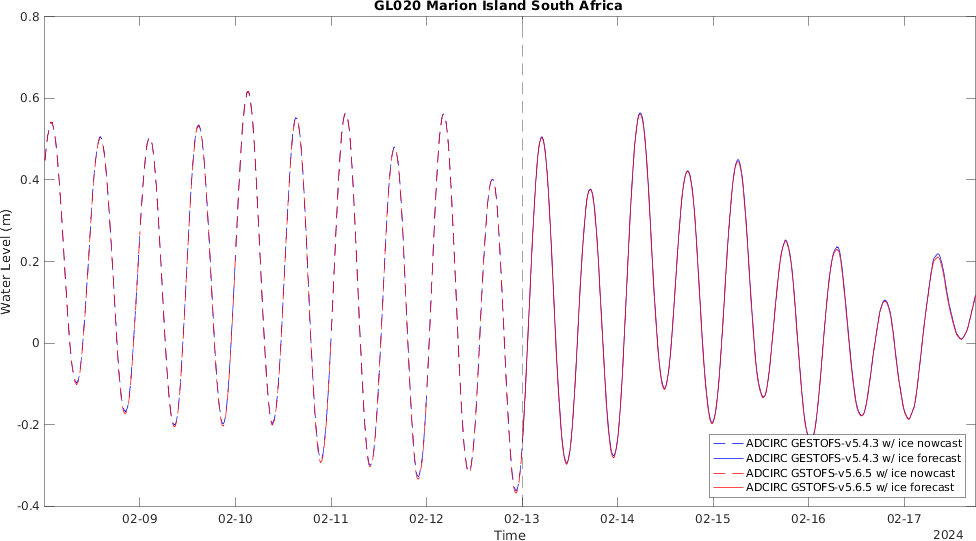 GL020 Marion Island South Africa
0.8
0.6
0.4
0.2
0
-0.2
-0.4
Water Level (m)
ADCIRC GESTOFS-v5.4.3 w/ ice nowcast
ADCIRC GESTOFS-v5.4.3 w/ ice forecast
ADCIRC GSTOFS-v5.6.5 w/ ice nowcast
ADCIRC GSTOFS-v5.6.5 w/ ice forecast
02-09 02-10 02-11 02-12 02-13 02-14 02-15 02-16 02-17
Time
2024